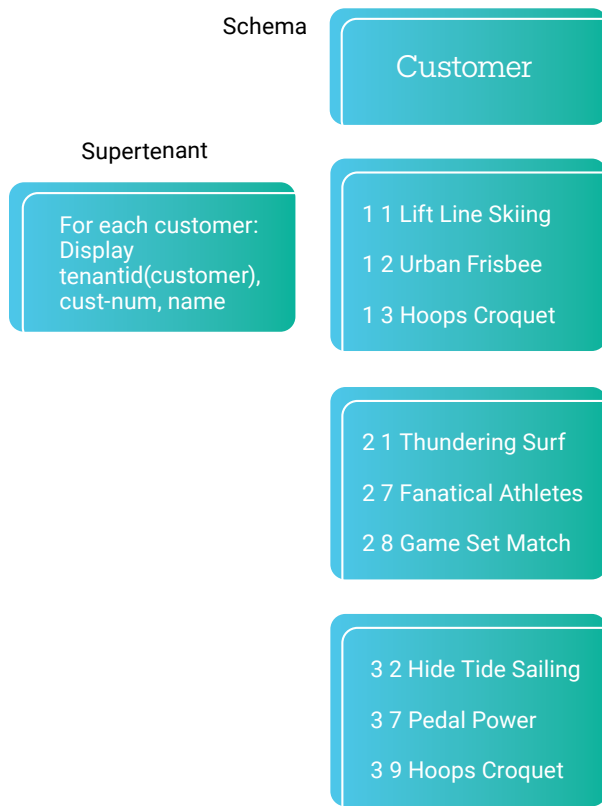 Schema
Customer
Supertenant
For each customer:
Display
tenantid(customer),
cust-num, name
1 1 Lift Line Skiing
1 2 Urban Frisbee
1 3 Hoops Croquet
2 1 Thundering Surf
2 7 Fanatical Athletes
2 8 Game Set Match
3 2 Hide Tide Sailing
3 7 Pedal Power
3 9 Hoops Croquet